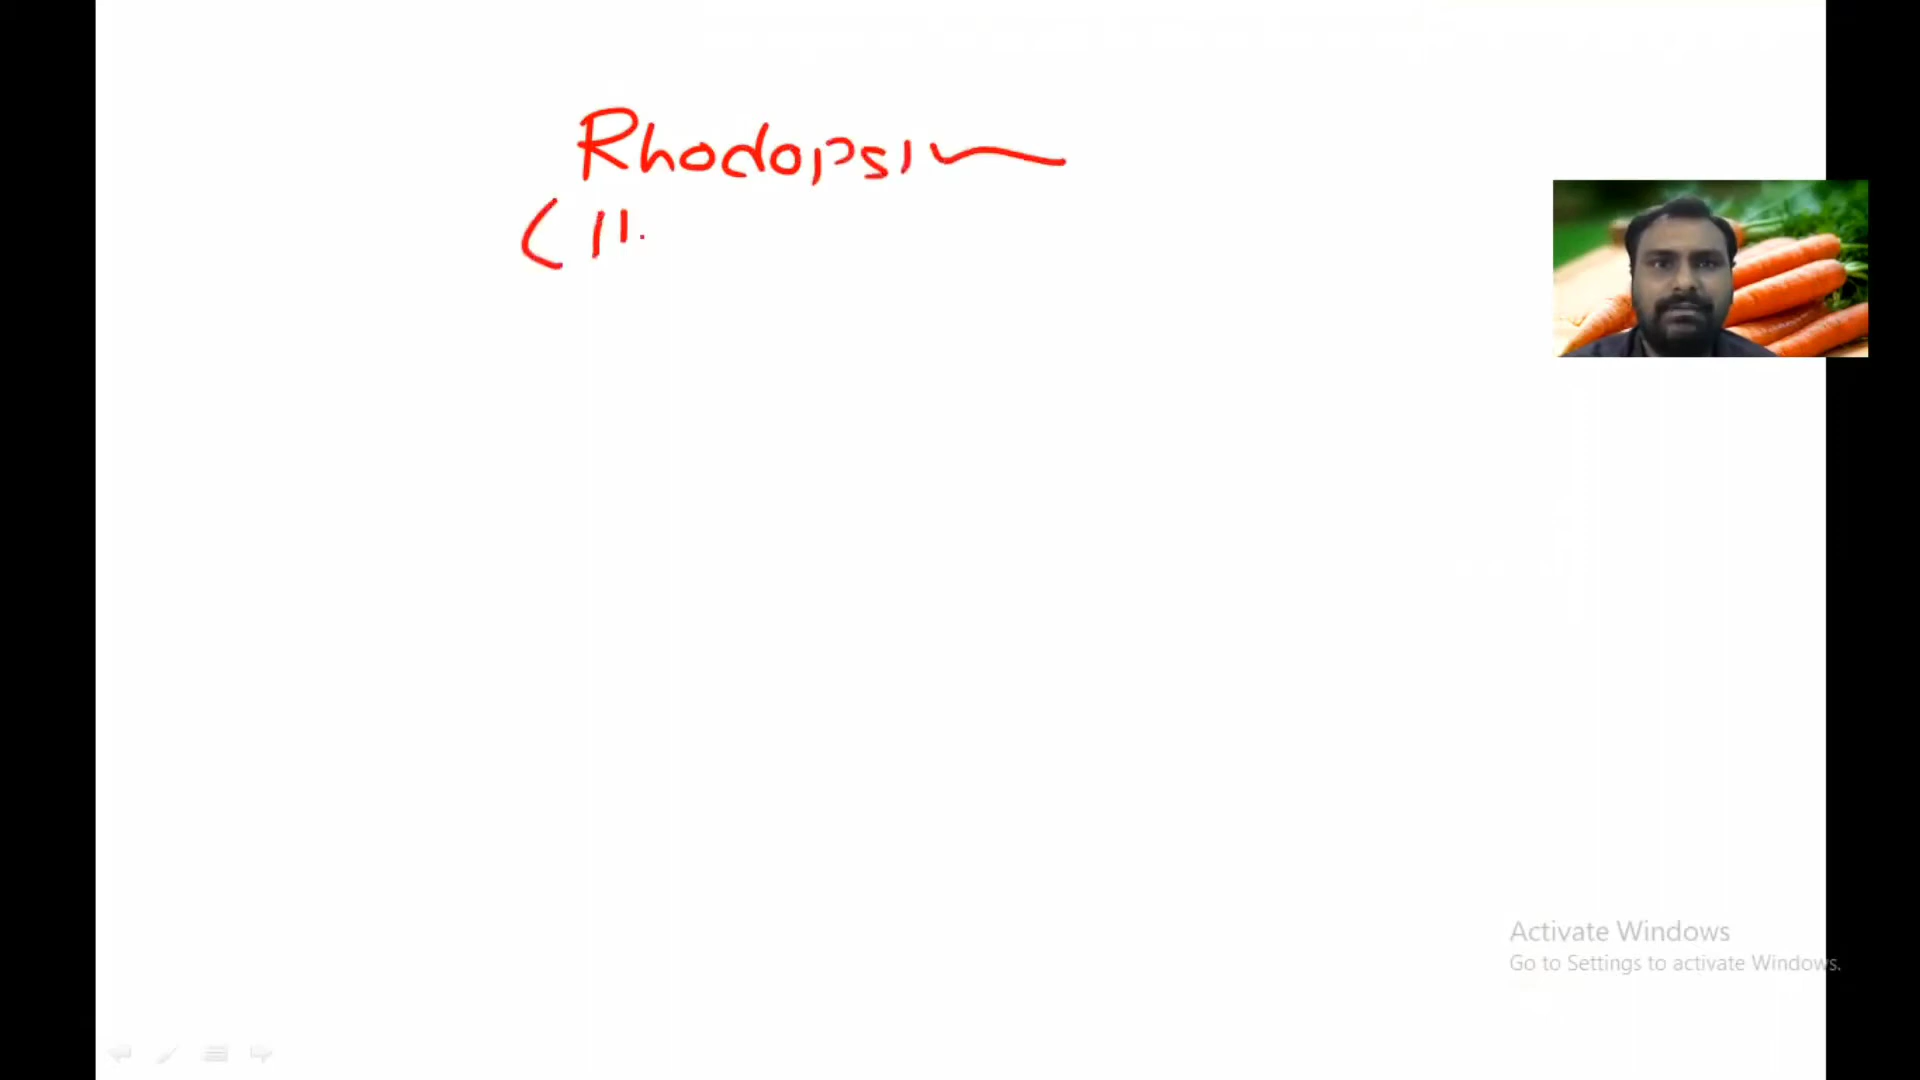 Rhodopsin
( 11.
Activate Windows
Go to Settings to activate Windows.